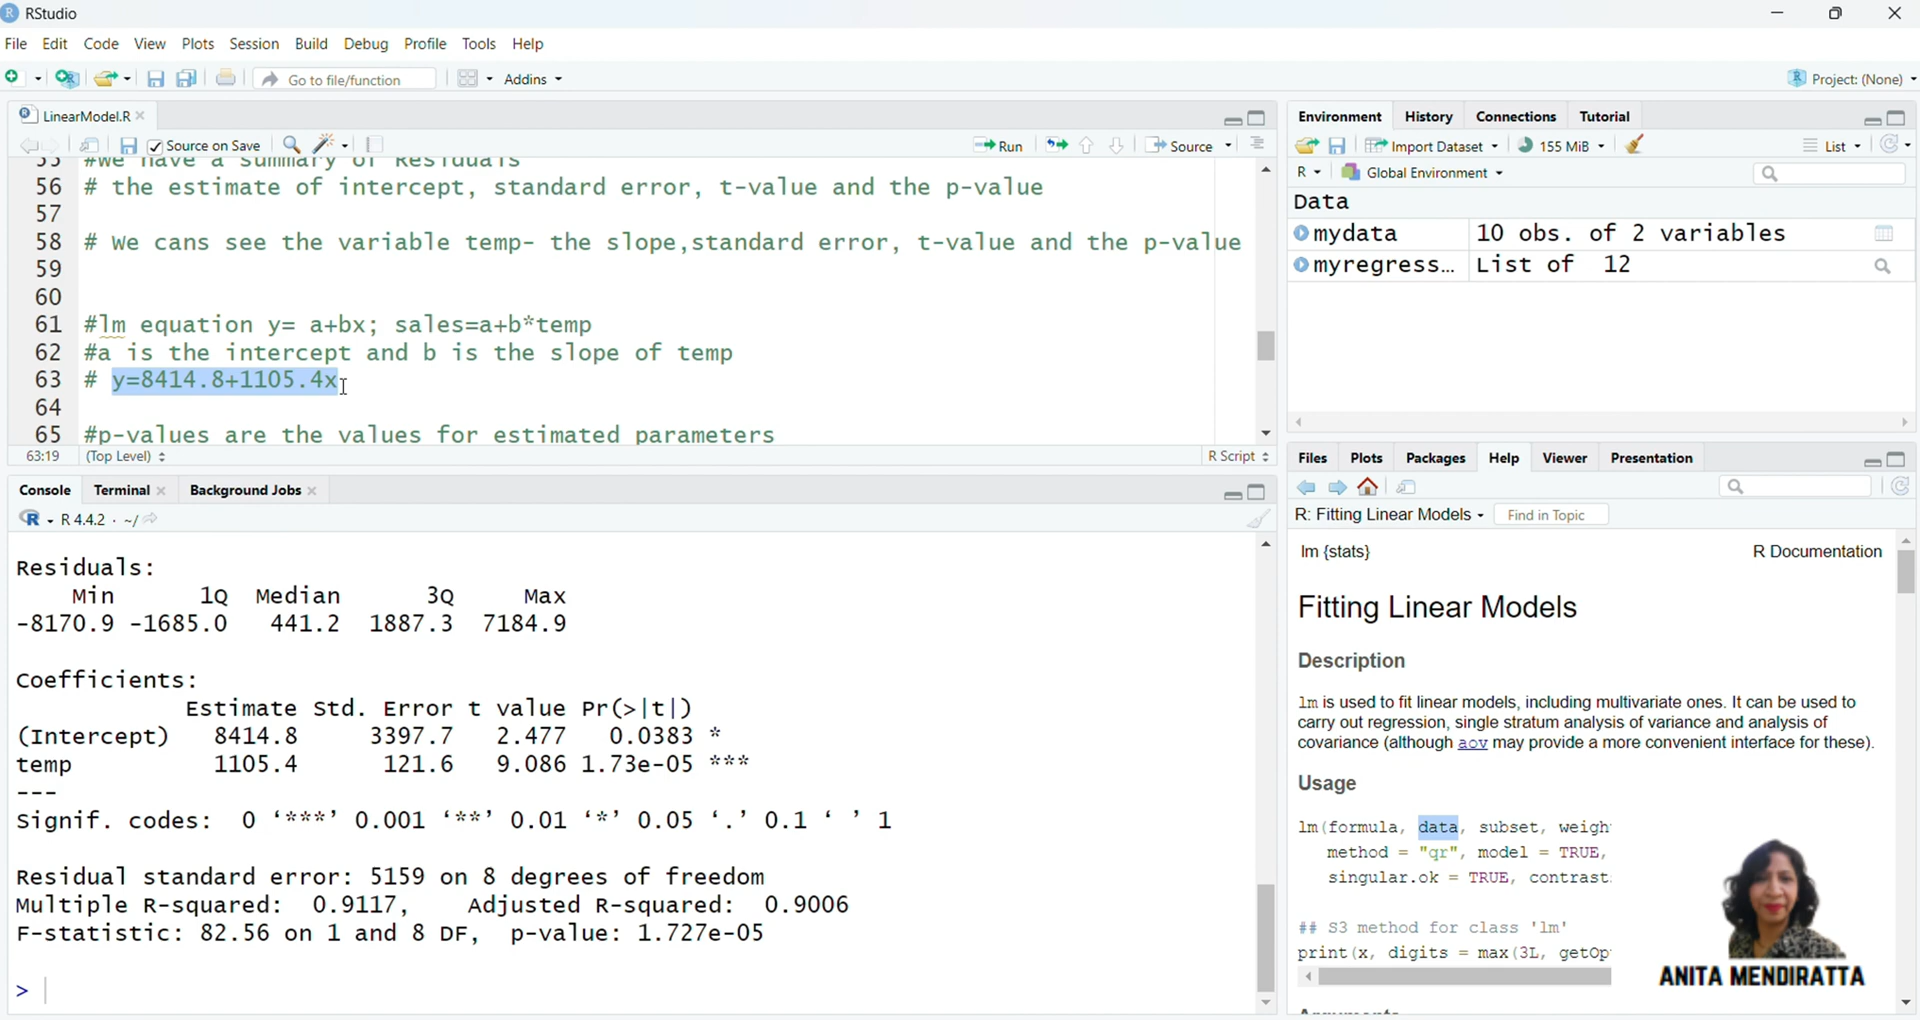 RStudio
File Edit Code View Plots Session Build Debug Profile Tools Help
Go to file/function Addins Project: (None)
LinearModel.R
Source on Save Run Source
#we have a summary of Residuals
56 # the estimate of intercept, standard error, t-value and the p-value
57
58 # we cans see the variable temp- the slope,standard error, t-value and the p-value
59
60
61 #lm equation y= a+bx; sales=a+b*temp
62 #a is the intercept and b is the slope of temp
63 # y=8414.8+1105.4x
64
65 #p-values are the values for estimated parameters
63:19 (Top Level) R Script
Console Terminal Background Jobs
R 4.4.2 · ~/
Residuals:
Min 1Q Median 3Q Max
-8170.9 -1685.0 441.2 1887.3 7184.9
Coefficients:
Estimate Std. Error t value Pr(>|t|)
(Intercept) 8414.8 3397.7 2.477 0.0383 *
temp 1105.4 121.6 9.086 1.73e-05 ***
---
Signif. codes: 0 ‘***’ 0.001 ‘**’ 0.01 ‘*’ 0.05 ‘.’ 0.1 ‘ ’ 1
Residual standard error: 5159 on 8 degrees of freedom
Multiple R-squared: 0.9117, Adjusted R-squared: 0.9006
F-statistic: 82.56 on 1 and 8 DF, p-value: 1.727e-05
>
Environment History Connections Tutorial
Import Dataset 155 MiB List
R Global Environment
Data
mydata 10 obs. of 2 variables
myregress… List of 12
Files Plots Packages Help Viewer Presentation
R: Fitting Linear Models Find in Topic
lm {stats} R Documentation
Fitting Linear Models
Description
lm is used to fit linear models, including multivariate ones. It can be used to
carry out regression, single stratum analysis of variance and analysis of
covariance (although aov may provide a more convenient interface for these).
Usage
lm(formula, data, subset, weigh
method = "qr", model = TRUE,
singular.ok = TRUE, contrast
## S3 method for class 'lm'
print(x, digits = max(3L, getOp
ANITA MENDIRATTA